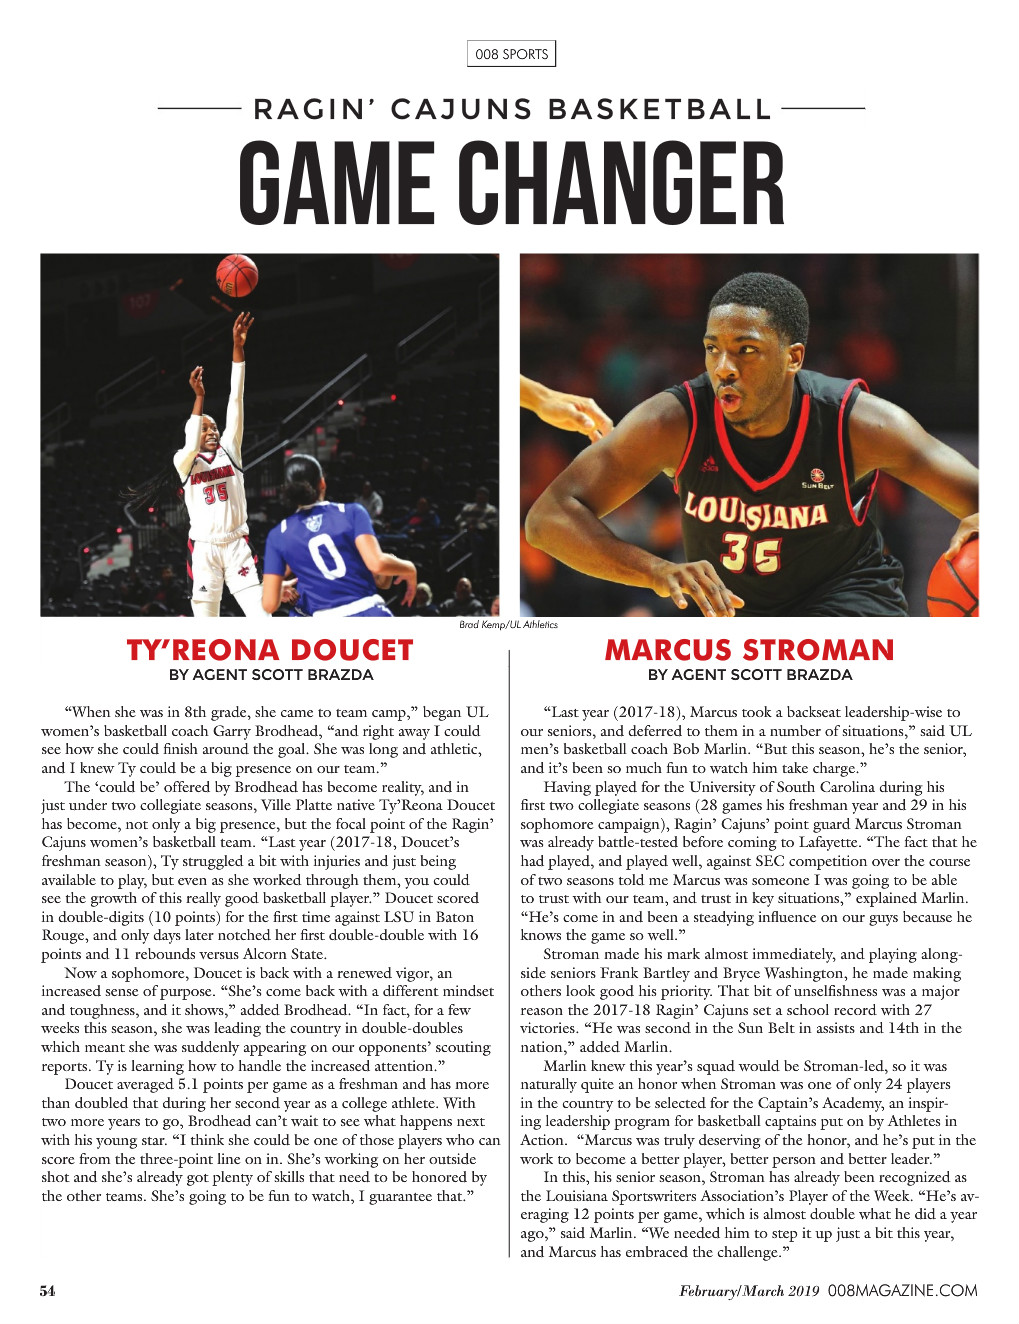 008 SPORTS
RAGIN’ CAJUNS BASKETBALL
GAME CHANGER
107
LOUISIANA
35
0
SUN BELT
LOUISIANA
35
Brad Kemp/UL Athletics
TY’REONA DOUCET
BY AGENT SCOTT BRAZDA
“When she was in 8th grade, she came to team camp,” began UL
women’s basketball coach Garry Brodhead, “and right away I could
see how she could finish around the goal. She was long and athletic,
and I knew Ty could be a big presence on our team.”
The ‘could be’ offered by Brodhead has become reality, and in
just under two collegiate seasons, Ville Platte native Ty’Reona Doucet
has become, not only a big presence, but the focal point of the Ragin’
Cajuns women’s basketball team. “Last year (2017-18, Doucet’s
freshman season), Ty struggled a bit with injuries and just being
available to play, but even as she worked through them, you could
see the growth of this really good basketball player.” Doucet scored
in double-digits (10 points) for the first time against LSU in Baton
Rouge, and only days later notched her first double-double with 16
points and 11 rebounds versus Alcorn State.
Now a sophomore, Doucet is back with a renewed vigor, an
increased sense of purpose. “She’s come back with a different mindset
and toughness, and it shows,” added Brodhead. “In fact, for a few
weeks this season, she was leading the country in double-doubles
which meant she was suddenly appearing on our opponents’ scouting
reports. Ty is learning how to handle the increased attention.”
Doucet averaged 5.1 points per game as a freshman and has more
than doubled that during her second year as a college athlete. With
two more years to go, Brodhead can’t wait to see what happens next
with his young star. “I think she could be one of those players who can
score from the three-point line on in. She’s working on her outside
shot and she’s already got plenty of skills that need to be honored by
the other teams. She’s going to be fun to watch, I guarantee that.”
MARCUS STROMAN
BY AGENT SCOTT BRAZDA
“Last year (2017-18), Marcus took a backseat leadership-wise to
our seniors, and deferred to them in a number of situations,” said UL
men’s basketball coach Bob Marlin. “But this season, he’s the senior,
and it’s been so much fun to watch him take charge.”
Having played for the University of South Carolina during his
first two collegiate seasons (28 games his freshman year and 29 in his
sophomore campaign), Ragin’ Cajuns’ point guard Marcus Stroman
was already battle-tested before coming to Lafayette. “The fact that he
had played, and played well, against SEC competition over the course
of two seasons told me Marcus was someone I was going to be able
to trust with our team, and trust in key situations,” explained Marlin.
“He’s come in and been a steadying influence on our guys because he
knows the game so well.”
Stroman made his mark almost immediately, and playing along-
side seniors Frank Bartley and Bryce Washington, he made making
others look good his priority. That bit of unselfishness was a major
reason the 2017-18 Ragin’ Cajuns set a school record with 27
victories. “He was second in the Sun Belt in assists and 14th in the
nation,” added Marlin.
Marlin knew this year’s squad would be Stroman-led, so it was
naturally quite an honor when Stroman was one of only 24 players
in the country to be selected for the Captain’s Academy, an inspir-
ing leadership program for basketball captains put on by Athletes in
Action.  “Marcus was truly deserving of the honor, and he’s put in the
work to become a better player, better person and better leader.”
In this, his senior season, Stroman has already been recognized as
the Louisiana Sportswriters Association’s Player of the Week. “He’s av-
eraging 12 points per game, which is almost double what he did a year
ago,” said Marlin. “We needed him to step it up just a bit this year,
and Marcus has embraced the challenge.”
54
February/March 2019 008MAGAZINE.COM